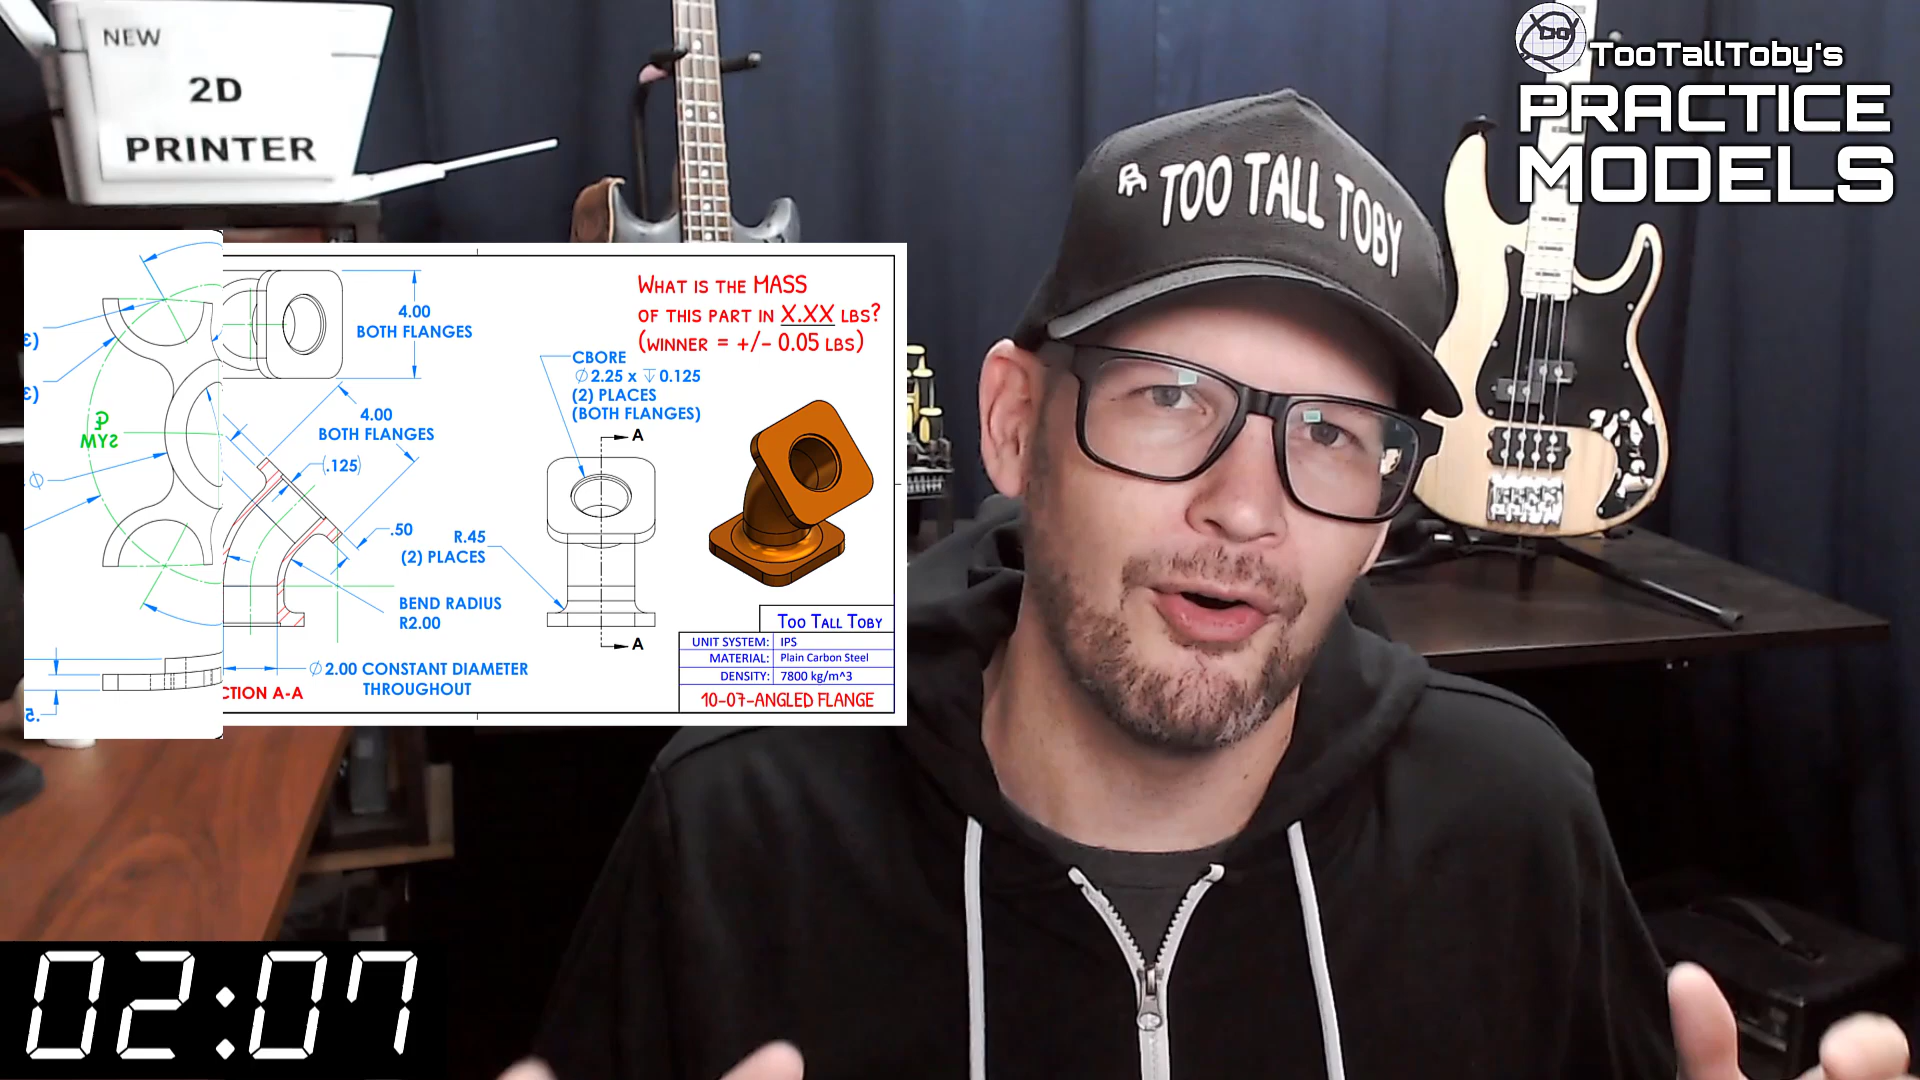 NEW
2D
PRINTER
TooTallToby's
PRACTICE
MODELS
TOO TALL TOBY
WHAT IS THE MASS
OF THIS PART IN X.XX LBS?
(WINNER = +/- 0.05 LBS)
4.00
BOTH FLANGES
CBORE
∅2.25 x ↧0.125
(2) PLACES
(BOTH FLANGES)
4.00
BOTH FLANGES
(.125)
A
.50
R.45
(2) PLACES
BEND RADIUS
R2.00
A
∅2.00 CONSTANT DIAMETER
THROUGHOUT
CTION A-A
TOO TALL TOBY
UNIT SYSTEM: IPS
MATERIAL: Plain Carbon Steel
DENSITY: 7800 kg/m^3
10-07-ANGLED FLANGE
SYM
02:07